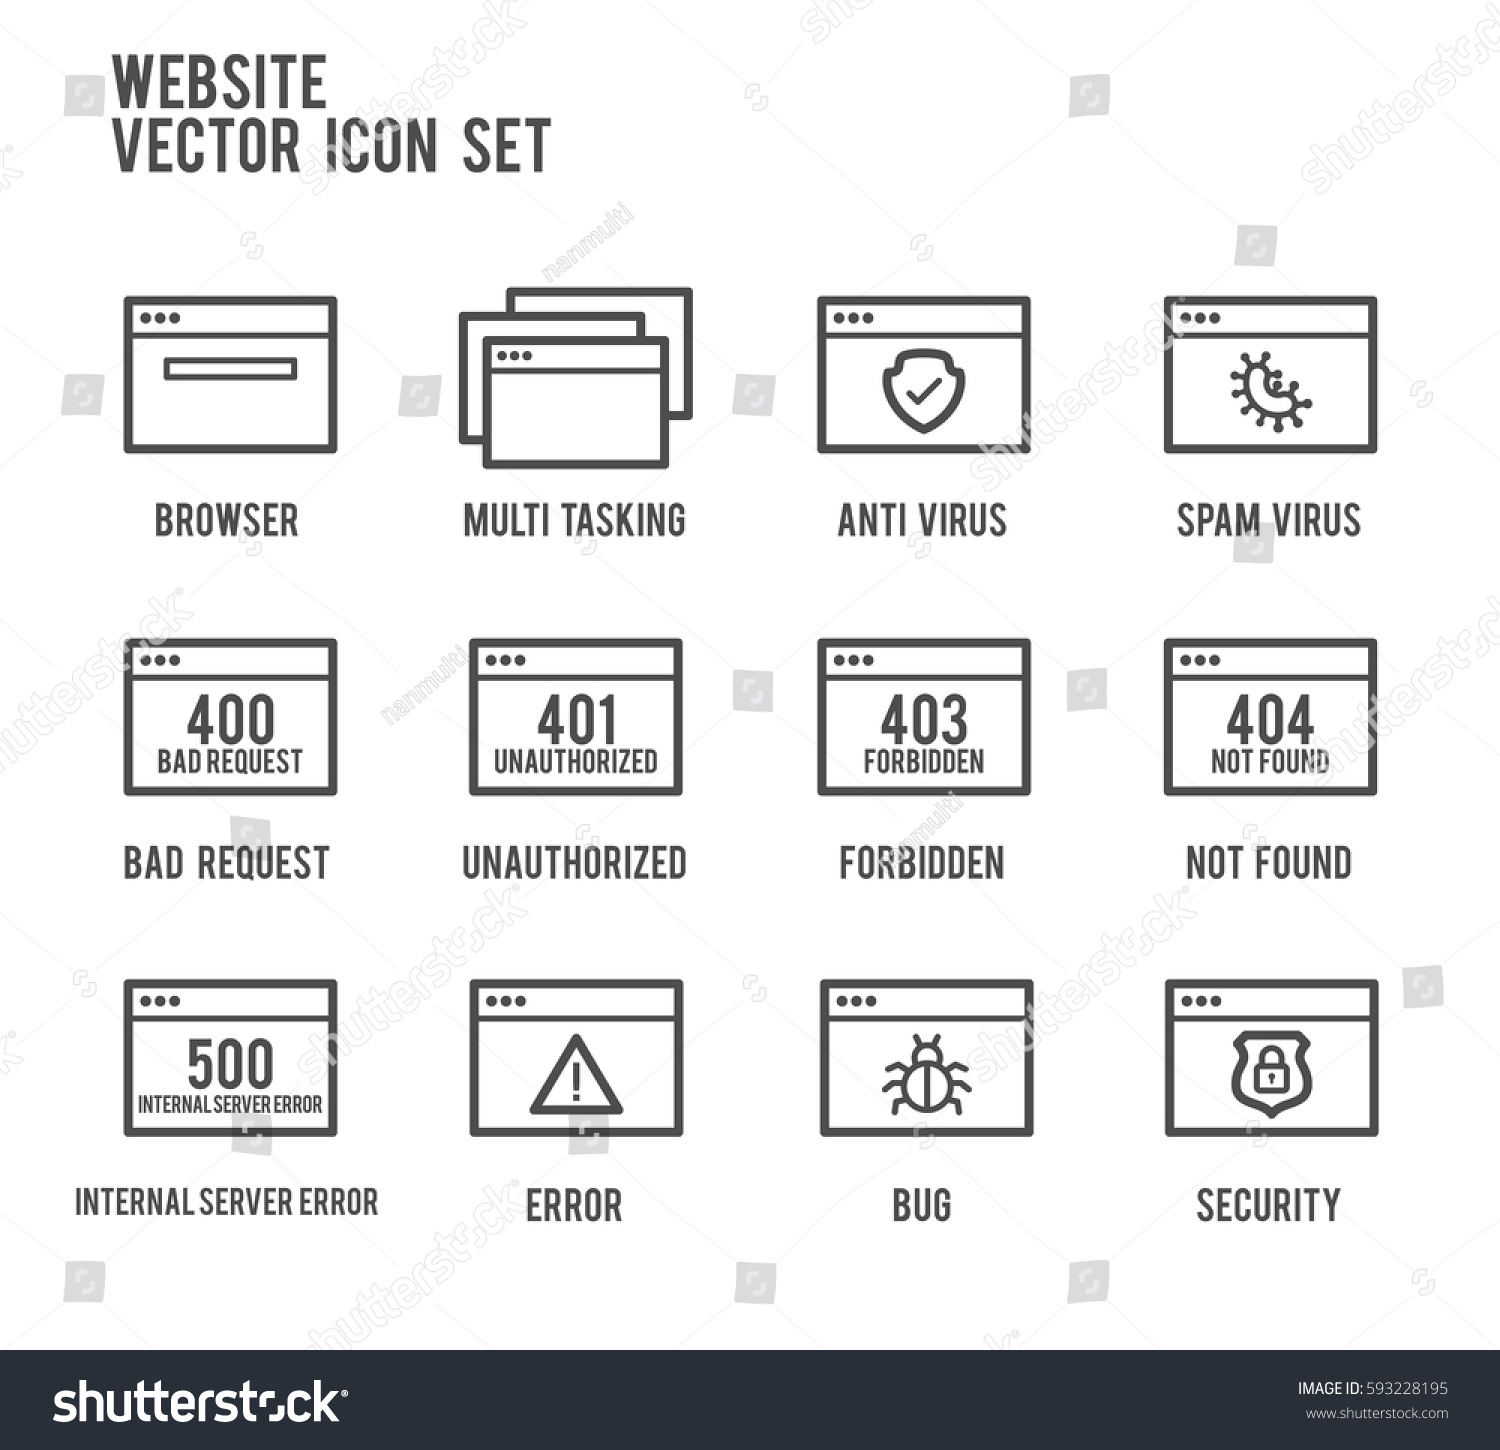 WEBSITE
VECTOR ICON SET
BROWSER
MULTI TASKING
ANTI VIRUS
SPAM VIRUS
400
BAD REQUEST
401
UNAUTHORIZED
403
FORBIDDEN
404
NOT FOUND
BAD REQUEST
UNAUTHORIZED
FORBIDDEN
NOT FOUND
500
INTERNAL SERVER ERROR
!
INTERNAL SERVER ERROR
ERROR
BUG
SECURITY
shutterstock
nanmulti
shutterstock
IMAGE ID: 593228195
www.shutterstock.com